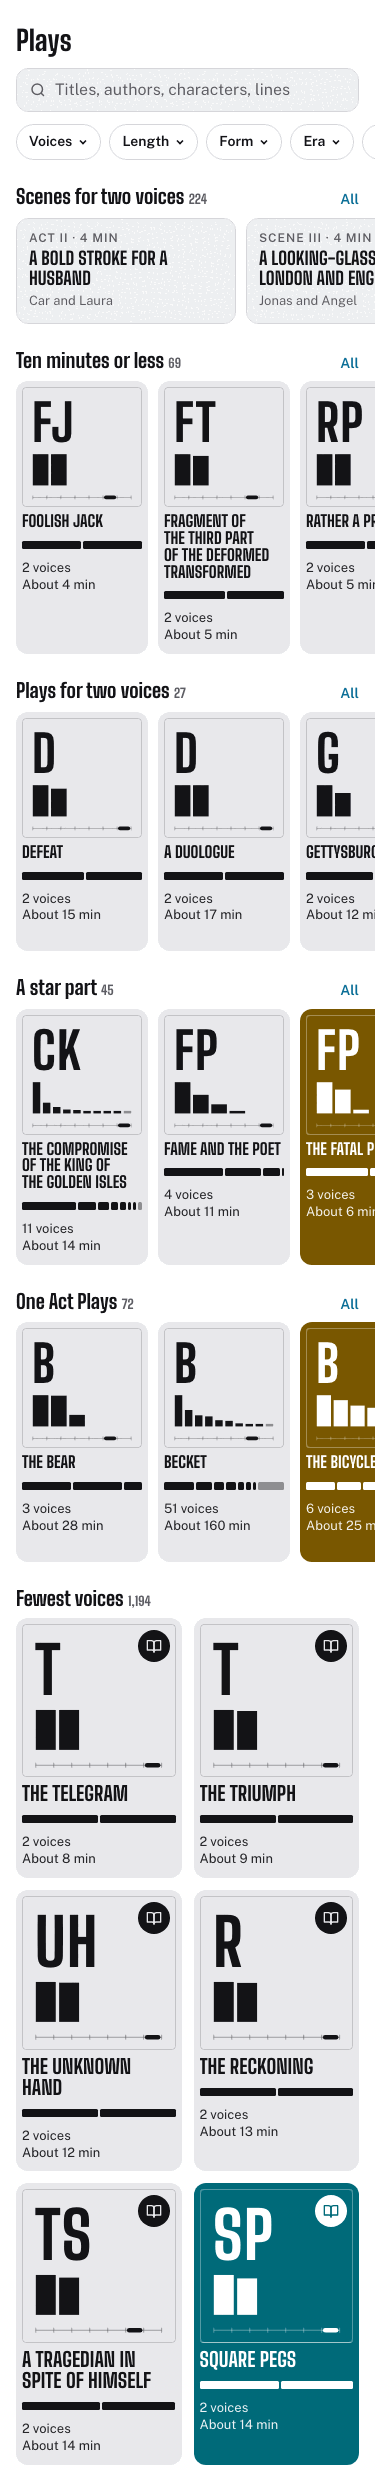 Plays
Titles, authors, characters, lines
Voices
Length
Form
Era
Scenes for two voices 224
All
ACT II · 4 MIN
A BOLD STROKE FOR A
HUSBAND
Car and Laura
SCENE III · 4 MIN
A LOOKING-GLASS
LONDON AND ENG
Jonas and Angel
Ten minutes or less 69
All
FJ
FOOLISH JACK
2 voices
About 4 min
FT
FRAGMENT OF
THE THIRD PART
OF THE DEFORMED
TRANSFORMED
2 voices
About 5 min
RP
RATHER A PR
2 voices
About 5 min
Plays for two voices 27
All
D
DEFEAT
2 voices
About 15 min
D
A DUOLOGUE
2 voices
About 17 min
G
GETTYSBURG
2 voices
About 12 mi
A star part 45
All
CK
THE COMPROMISE
OF THE KING OF
THE GOLDEN ISLES
11 voices
About 14 min
FP
FAME AND THE POET
4 voices
About 11 min
FP
THE FATAL P
3 voices
About 6 min
One Act Plays 72
All
B
THE BEAR
3 voices
About 28 min
B
BECKET
51 voices
About 160 min
B
THE BICYCLE
6 voices
About 25 m
Fewest voices 1,194
T
THE TELEGRAM
2 voices
About 8 min
T
THE TRIUMPH
2 voices
About 9 min
UH
THE UNKNOWN
HAND
2 voices
About 12 min
R
THE RECKONING
2 voices
About 13 min
TS
A TRAGEDIAN IN
SPITE OF HIMSELF
2 voices
About 14 min
SP
SQUARE PEGS
2 voices
About 14 min